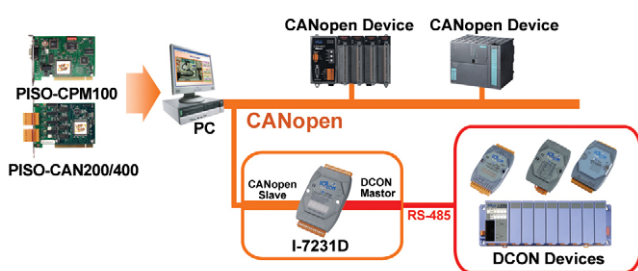 CANopen Device
CANopen Device
PISO-CPM100
PC
CANopen
PISO-CAN200/400
CANopen
Slave
DCON
Mastor
RS-485
I-7231D
DCON Devices